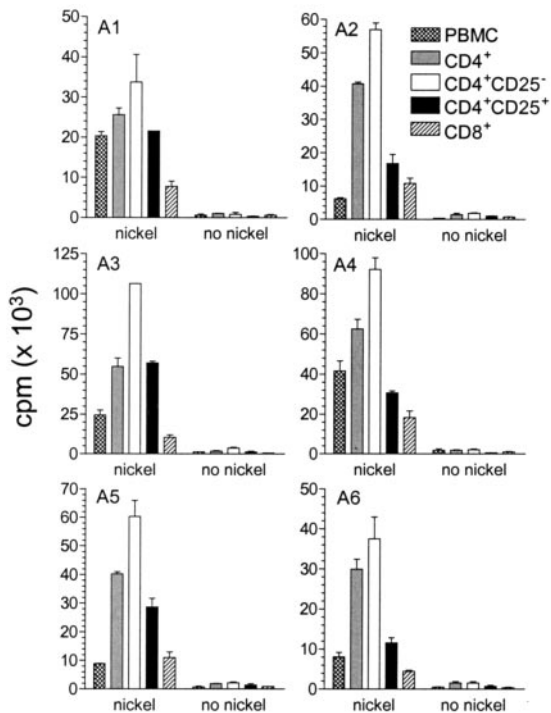 A1
40
30
20
10
0
nickel
no nickel
A2
60
50
40
30
20
10
0
nickel
no nickel
PBMC
CD4⁺
CD4⁺CD25⁻
CD4⁺CD25⁺
CD8⁺
cpm (x 10³)
A3
125
100
75
50
25
0
nickel
no nickel
A4
100
80
60
40
20
0
nickel
no nickel
A5
70
60
50
40
30
20
10
0
nickel
no nickel
A6
50
40
30
20
10
0
nickel
no nickel